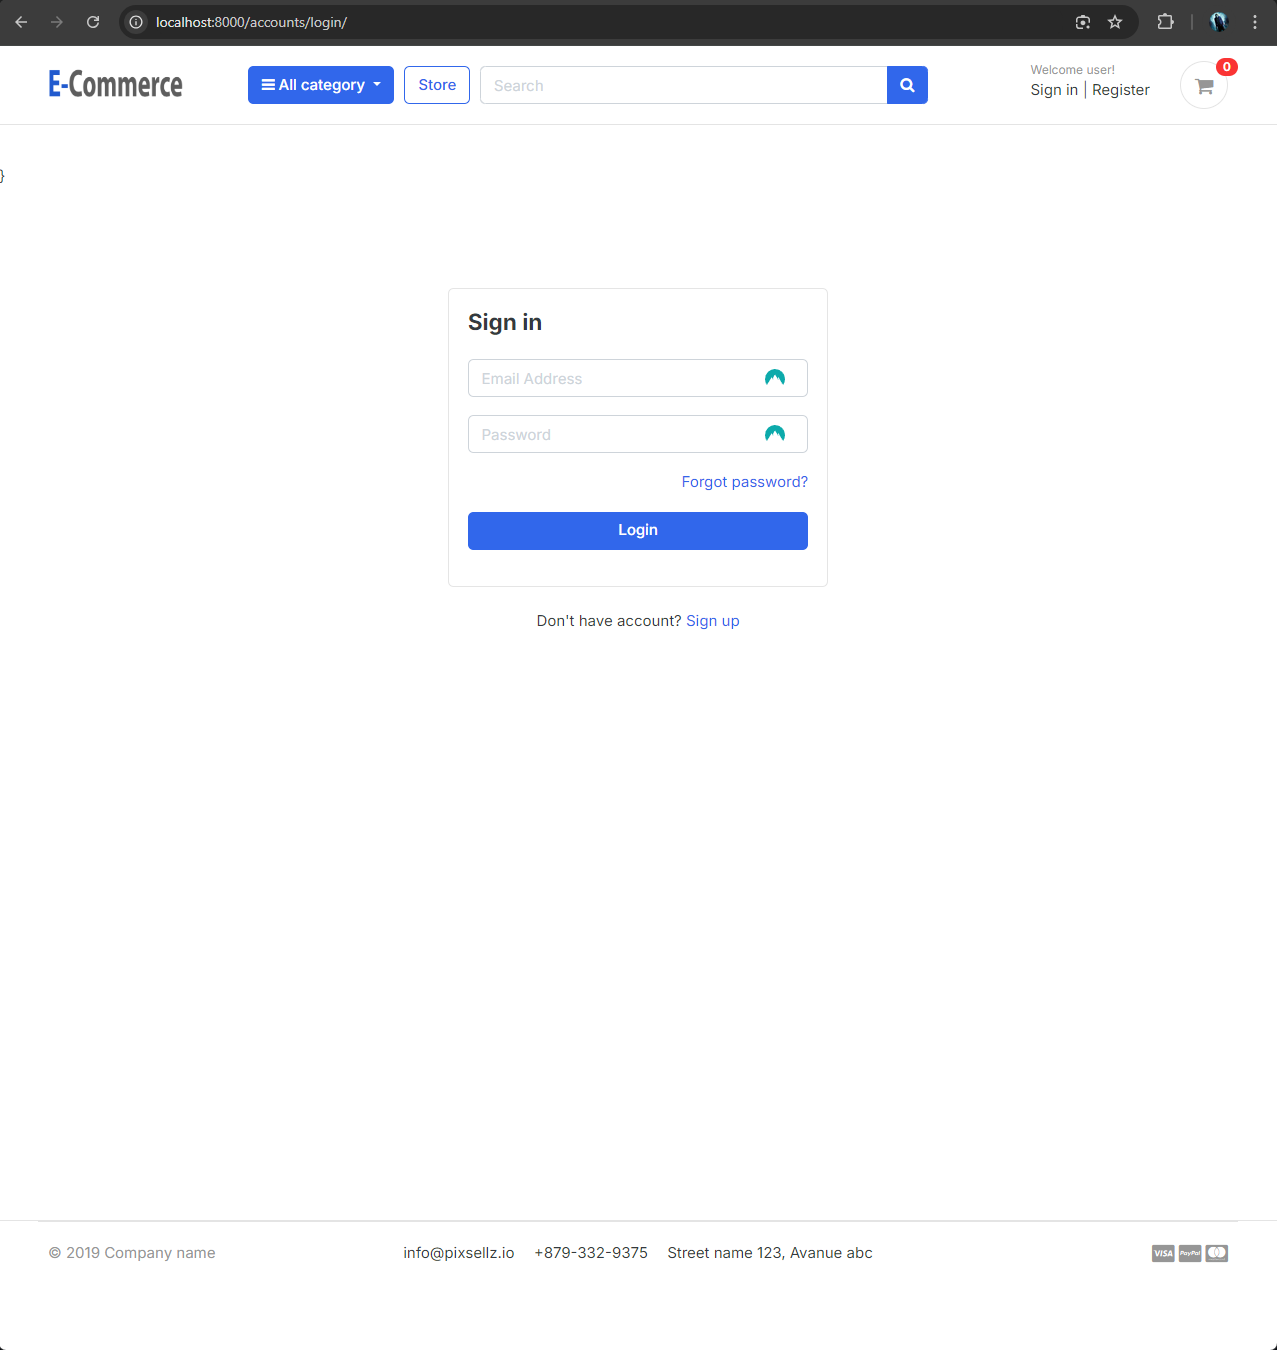 localhost:8000/accounts/login/
E-Commerce
All category
Store
Search
Welcome user!
Sign in | Register
0
}
Sign in
Email Address
Password
Forgot password?
Login
Don't have account? Sign up
© 2019 Company name
info@pixsellz.io
+879-332-9375
Street name 123, Avanue abc
VISA
PayPal